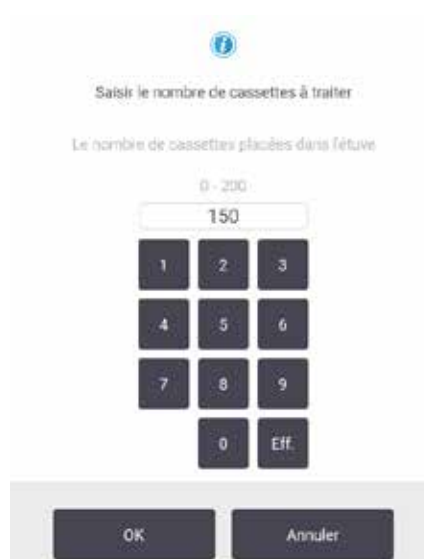 Saisir le nombre de cassettes à traiter
Le nombre de cassettes placées dans l'étuve
0 - 200
150
1 2 3
4 5 6
7 8 9
0 Eff.
OK Annuler